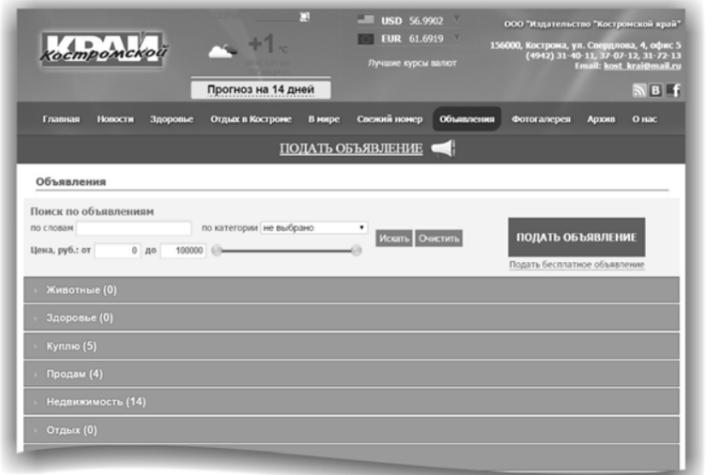 КРАЙ
Костромской
+1 °C
Прогноз на 14 дней
USD 56.9902
EUR 61.6919
Лучшие курсы валют
ООО "Издательство "Костромской край"
156000, Кострома, ул. Свердлова, 4, офис 5
(4942) 31-40-11, 37-07-12, 31-72-13
Email: kost_krai@mail.ru
Главная Новости Здоровье Отдых в Костроме В мире Свежий номер Объявления Фотогалерея Архив О нас
ПОДАТЬ ОБЪЯВЛЕНИЕ
Объявления
Поиск по объявлениям
по словам по категории не выбрано
Искать Очистить
Цена, руб.: от 0 до 100000
ПОДАТЬ ОБЪЯВЛЕНИЕ
Подать бесплатное объявление
Животные (0)
Здоровье (0)
Куплю (5)
Продам (4)
Недвижимость (14)
Отдых (0)